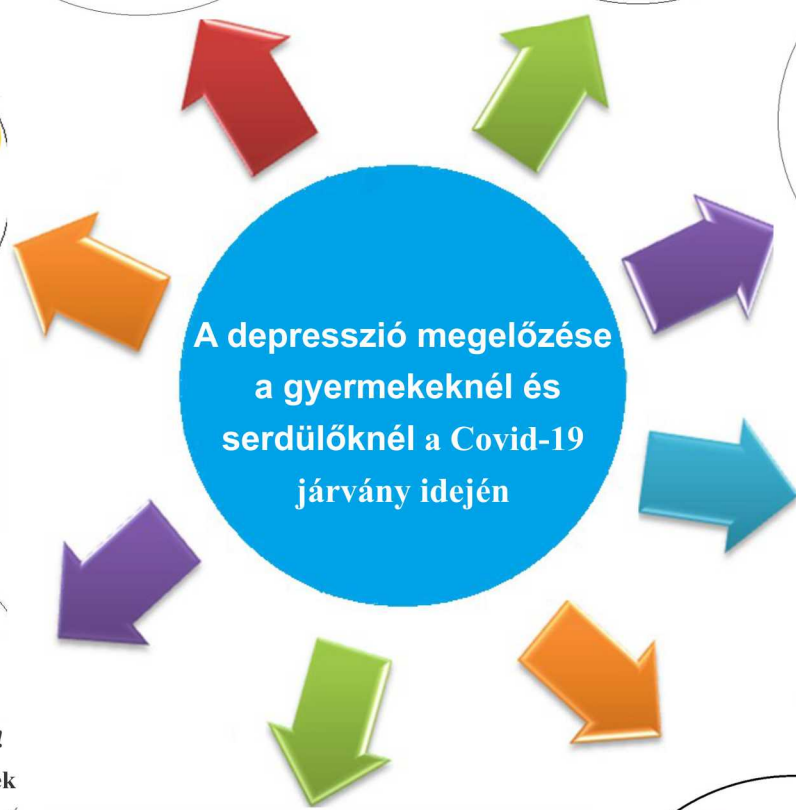 A depresszió megelőzése
a gyermekeknél és
serdülőknél a Covid-19
járvány idején